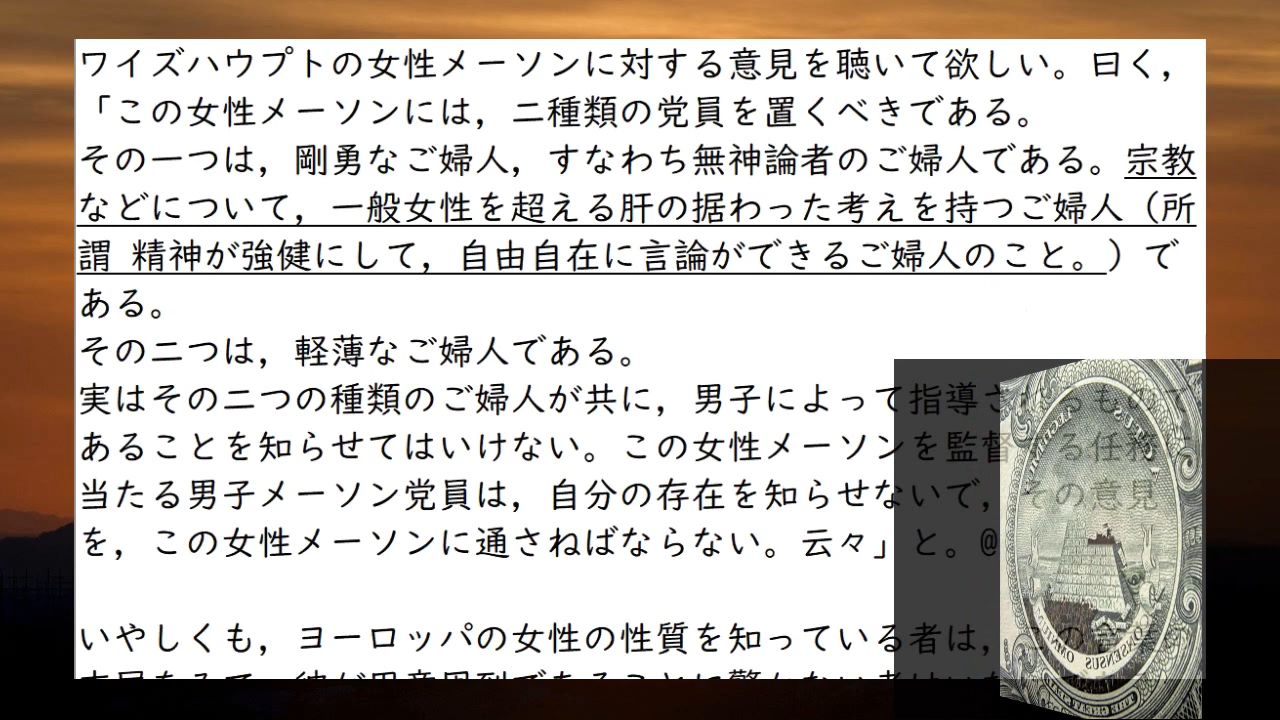 ワイズハウプトの女性メーソンに対する意見を聴いて欲しい。曰く，
「この女性メーソンには，二種類の党員を置くべきである。
その一つは，剛勇なご婦人，すなわち無神論者のご婦人である。宗教
などについて，一般女性を超える肝の据わった考えを持つご婦人（所
謂 精神が強健にして，自由自在に言論ができるご婦人のこと。）で
ある。
その二つは，軽薄なご婦人である。
実はその二つの種類のご婦人が共に，男子によって指導さ
あることを知らせてはいけない。この女性メーソンを監督する任務に
当たる男子メーソン党員は，自分の存在を知らせないで，その意見
を，この女性メーソンに通さねばならない。云々」と。@
いやしくも，ヨーロッパの女性の性質を知っている者は，